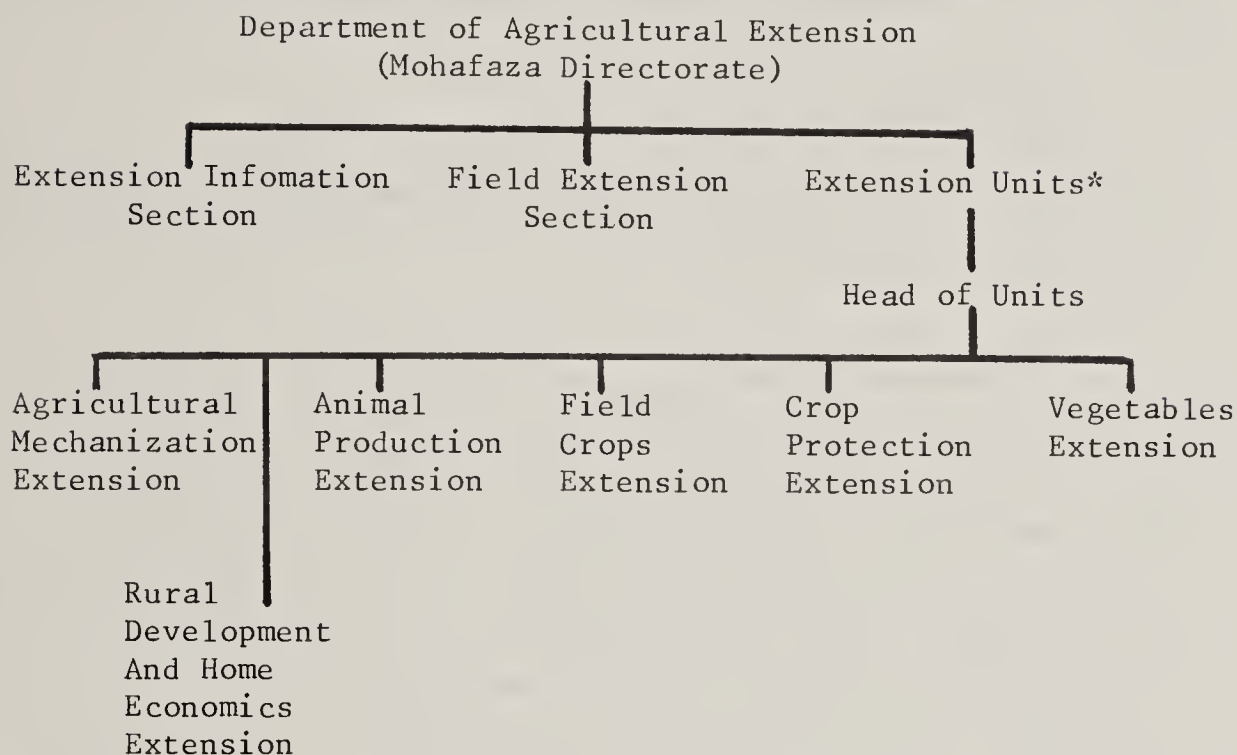 Department of Agricultural Extension
(Mohafaza Directorate)
Extension Infomation
Section
Field Extension
Section
Extension Units*
Head of Units
Agricultural
Mechanization
Extension
Animal
Production
Extension
Field
Crops
Extension
Crop
Protection
Extension
Vegetables
Extension
Rural
Development
And Home
Economics
Extension